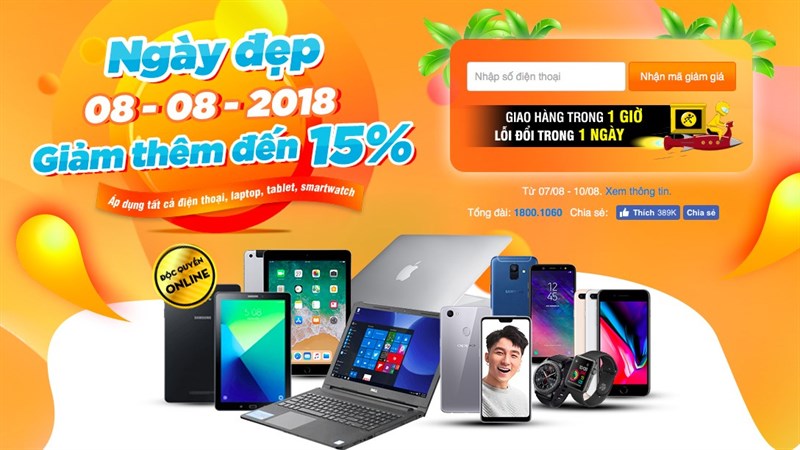 Ngày đẹp
08 - 08 - 2018
Giảm thêm đến 15%
Áp dụng tất cả điện thoại, laptop, tablet, smartwatch
Nhập số điện thoại
Nhận mã giảm giá
GIAO HÀNG TRONG 1 GIỜ
LỖI ĐỔI TRONG 1 NGÀY
Từ 07/08 - 10/08. Xem thông tin.
Tổng đài: 1800.1060 Chia sẻ: Thích 389K Chia sẻ
ĐỘC QUYỀN
ONLINE
SAMSUNG
SAMSUNG
DELL